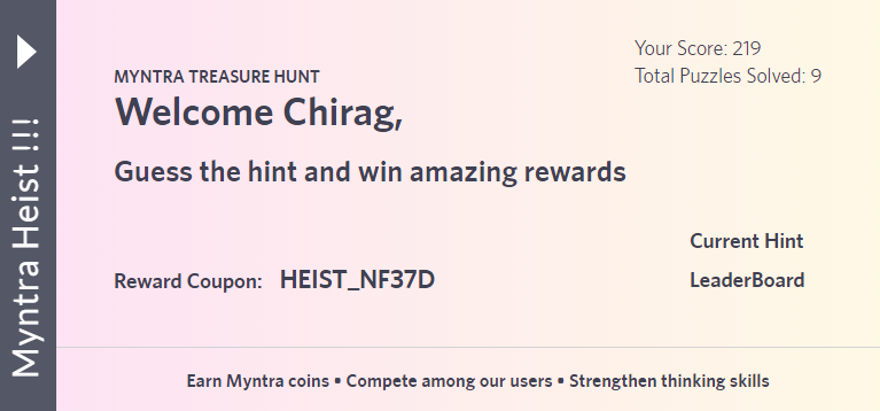 Myntra Heist !!!
Your Score: 219
Total Puzzles Solved: 9
MYNTRA TREASURE HUNT
Welcome Chirag,
Guess the hint and win amazing rewards
Current Hint
Reward Coupon: HEIST_NF37D
LeaderBoard
Earn Myntra coins • Compete among our users • Strengthen thinking skills